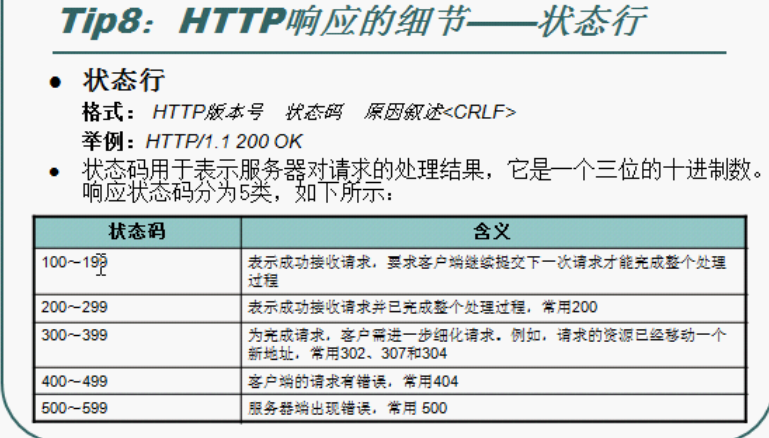 Tip8：HTTP响应的细节——状态行
● 状态行
格式： HTTP版本号 状态码 原因叙述<CRLF>
举例：HTTP/1.1 200 OK
● 状态码用于表示服务器对请求的处理结果，它是一个三位的十进制数。
响应状态码分为5类，如下所示：
状态码 含义
100～199 表示成功接收请求，要求客户端继续提交下一次请求才能完成整个处理
过程
200～299 表示成功接收请求并已完成整个处理过程，常用200
300～399 为完成请求，客户需进一步细化请求。例如，请求的资源已经移动一个
新地址，常用302、307和304
400～499 客户端的请求有错误，常用404
500～599 服务器端出现错误，常用 500